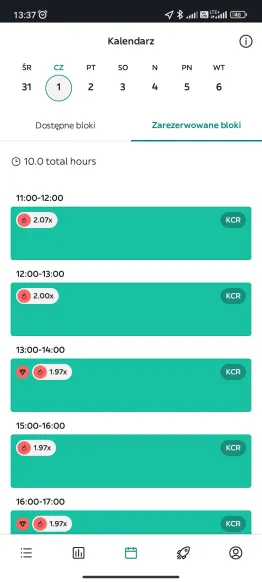 13:37
48
Kalendarz
ŚR CZ PT SO N PN WT
31 1 2 3 4 5 6
Dostępne bloki Zarezerwowane bloki
10.0 total hours
11:00-12:00
2.07x KCR
12:00-13:00
2.00x KCR
13:00-14:00
1.97x KCR
15:00-16:00
1.97x KCR
16:00-17:00
1.97x KCR